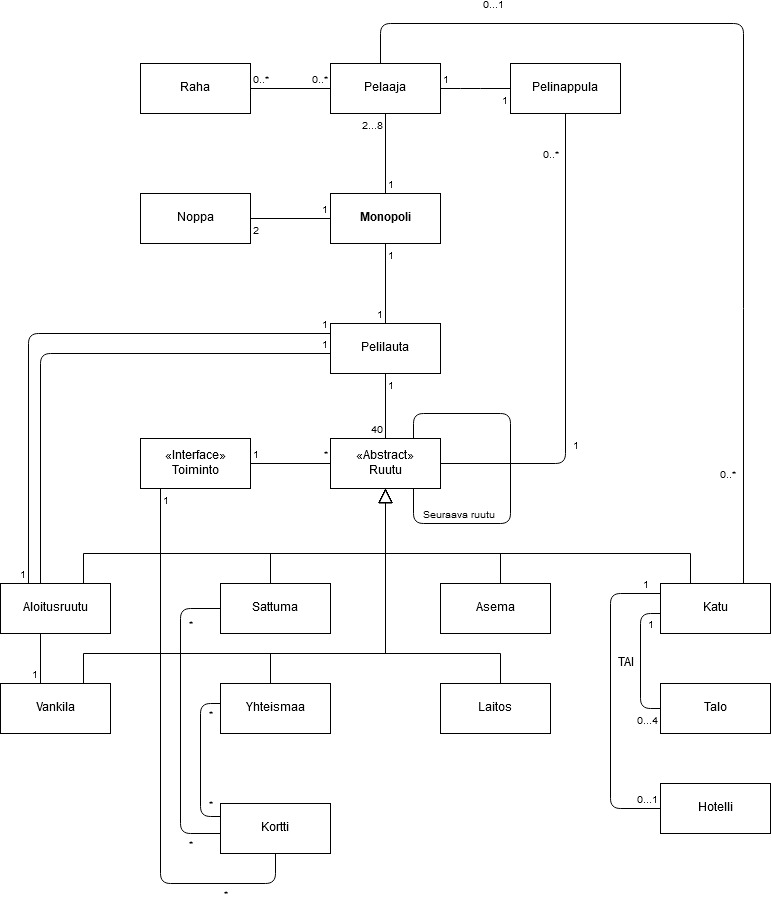 0...1
Raha
0..*
0..*
Pelaaja
1
1
Pelinappula
2...8
0..*
1
Noppa
1
2
Monopoli
1
1
1
1
Pelilauta
1
40
1
«Interface»
Toiminto
1
*
«Abstract»
Ruutu
0..*
1
Seuraava ruutu
1
1
Aloitusruutu
Sattuma
Asema
Katu
*
1
TAI
1
Vankila
Yhteismaa
Laitos
Talo
*
0...4
*
0...1
Hotelli
Kortti
*
*